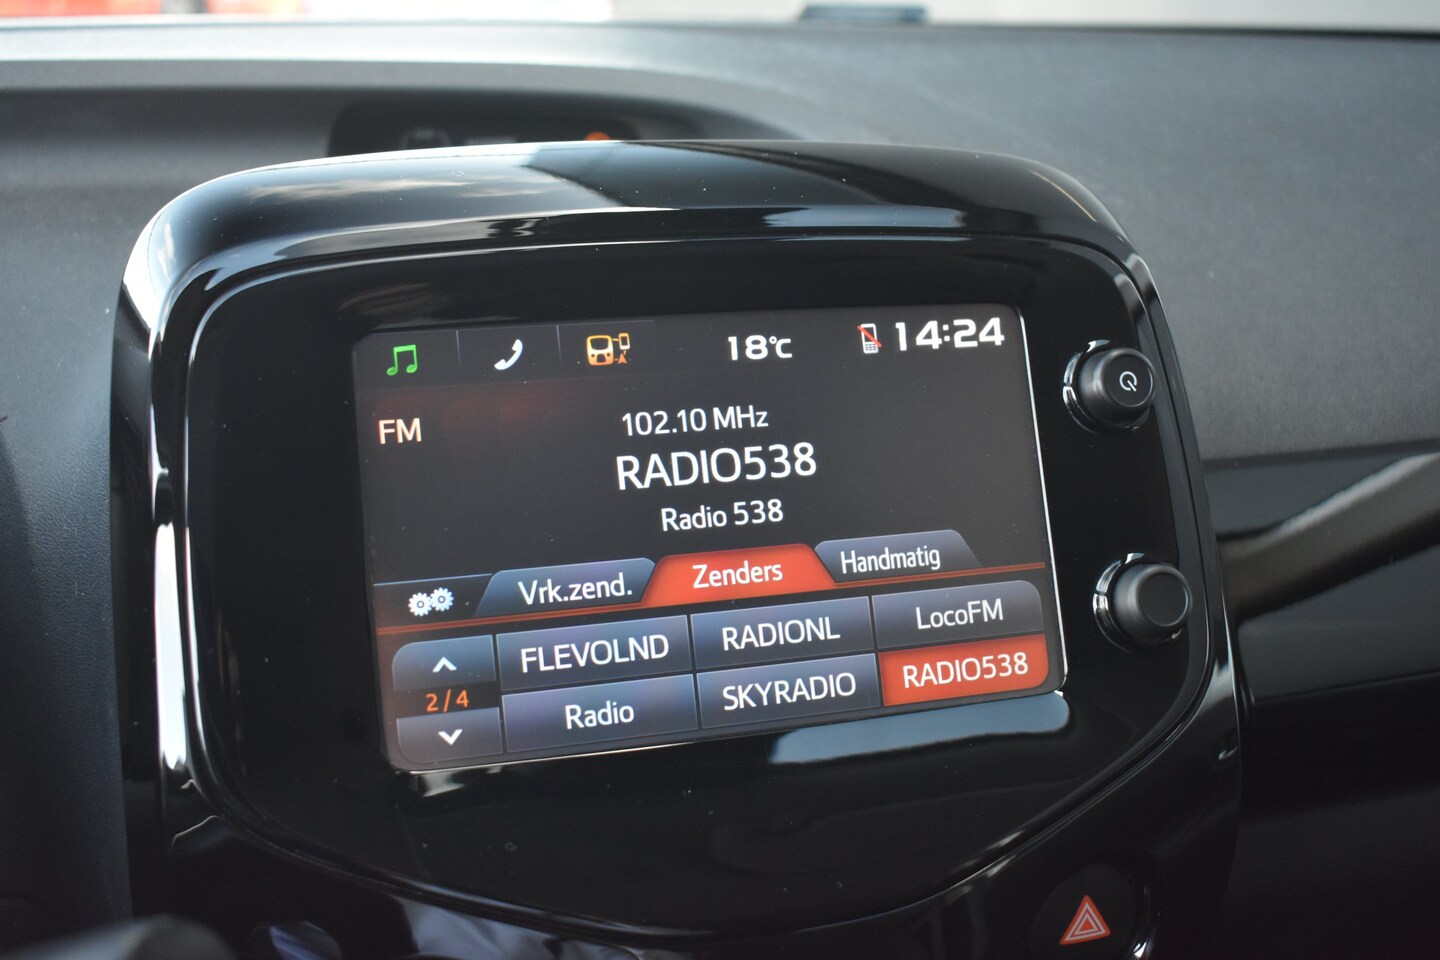 18°C 14:24
FM
102.10 MHz
RADIO538
Radio 538
Vrk.zend. Zenders Handmatig
FLEVOLND RADIONL LocoFM
2/4
Radio SKYRADIO RADIO538